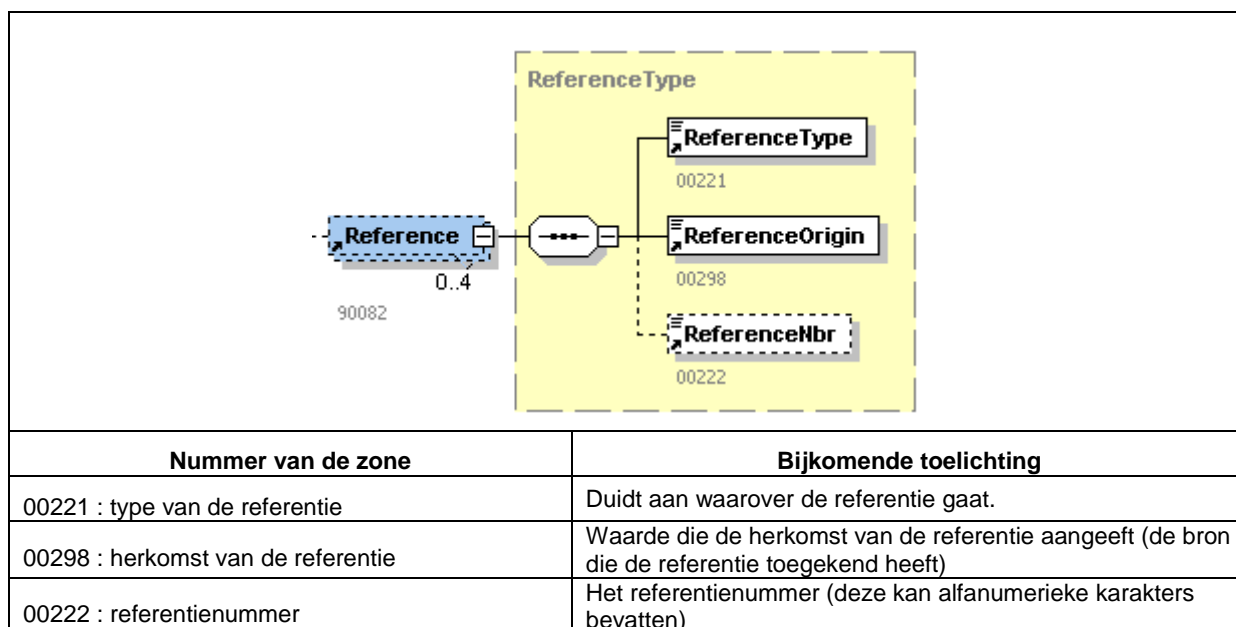 ReferenceType
ReferenceType
00221
Reference
0..4
90082
ReferenceOrigin
00298
ReferenceNbr
00222
Nummer van de zone
Bijkomende toelichting
00221 : type van de referentie
Duidt aan waarover de referentie gaat.
00298 : herkomst van de referentie
Waarde die de herkomst van de referentie aangeeft (de bron
die de referentie toegekend heeft)
00222 : referentienummer
Het referentienummer (deze kan alfanumerieke karakters
bevatten)